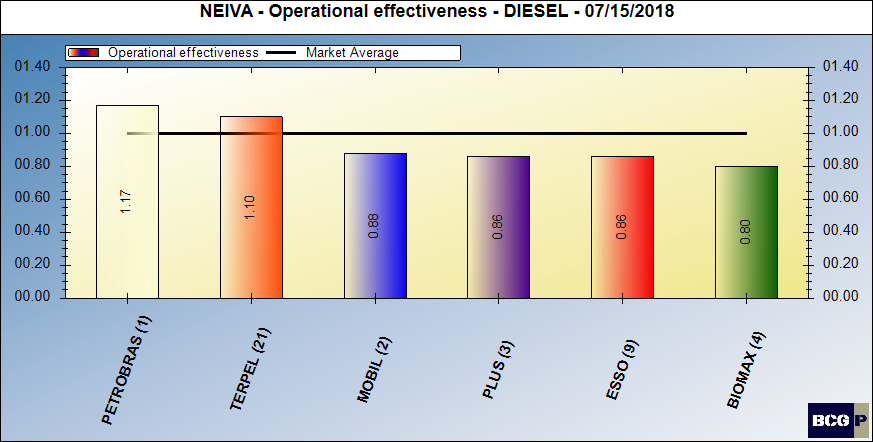 NEIVA - Operational effectiveness - DIESEL - 07/15/2018
Operational effectiveness Market Average
01.40 01.40
01.20 01.20
01.00 01.00
00.80 00.80
00.60 00.60
00.40 00.40
00.20 00.20
00.00 00.00
1.17 1.10 0.88 0.86 0.86 0.80
PETROBRAS (1)
TERPEL (21)
MOBIL (2)
PLUS (3)
ESSO (9)
BIOMAX (4)
BCG P